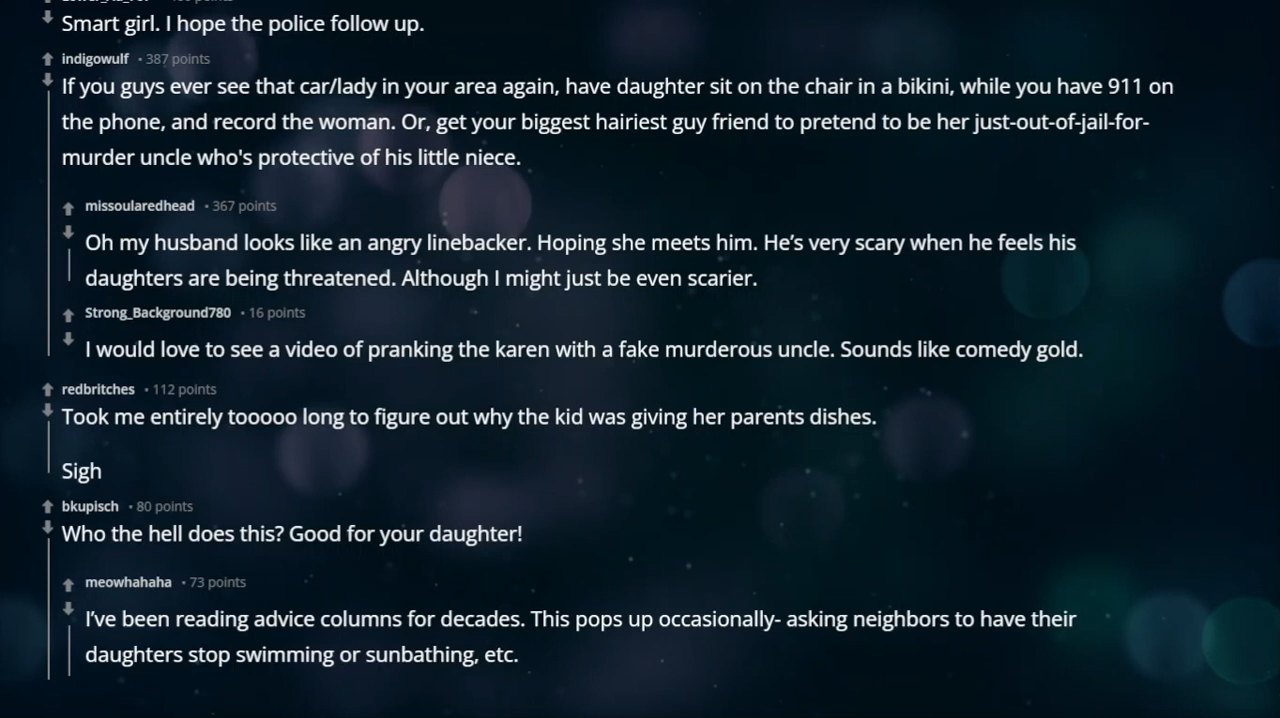 Smart girl. I hope the police follow up.
indigowulf • 387 points
If you guys ever see that car/lady in your area again, have daughter sit on the chair in a bikini, while you have 911 on
the phone, and record the woman. Or, get your biggest hairiest guy friend to pretend to be her just-out-of-jail-for-
murder uncle who's protective of his little niece.
missoularedhead • 367 points
Oh my husband looks like an angry linebacker. Hoping she meets him. He’s very scary when he feels his
daughters are being threatened. Although I might just be even scarier.
Strong_Background780 • 16 points
I would love to see a video of pranking the karen with a fake murderous uncle. Sounds like comedy gold.
redbritches • 112 points
Took me entirely tooooo long to figure out why the kid was giving her parents dishes.
Sigh
bkupisch • 80 points
Who the hell does this? Good for your daughter!
meowhahaha • 73 points
I’ve been reading advice columns for decades. This pops up occasionally- asking neighbors to have their
daughters stop swimming or sunbathing, etc.